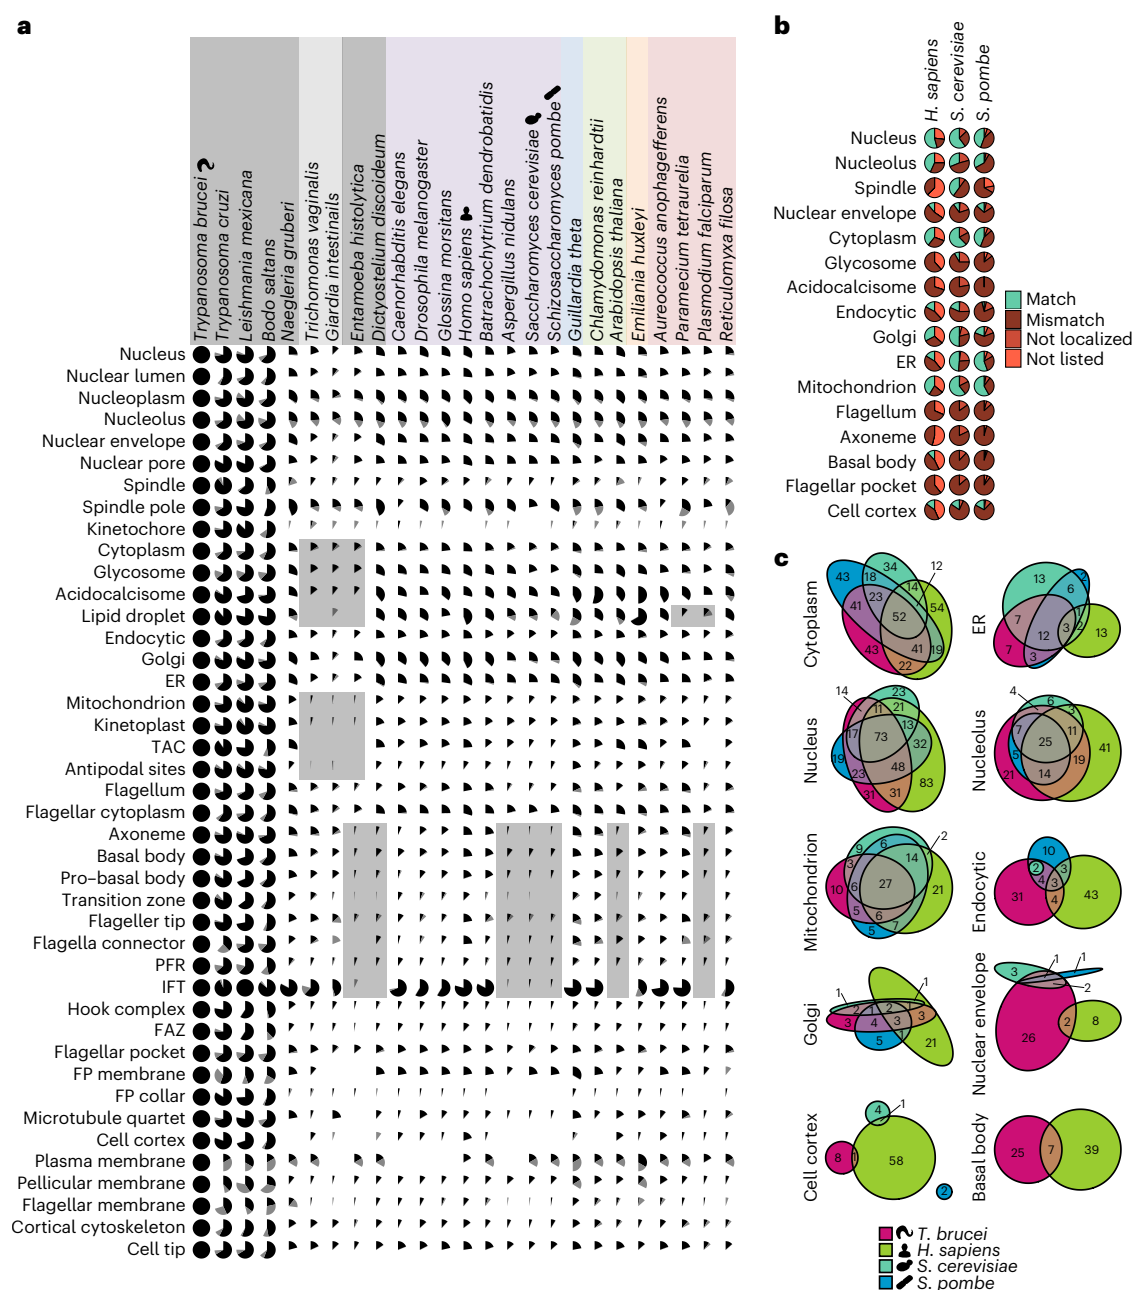 a
Trypanosoma brucei
Trypanosoma cruzi
Leishmania mexicana
Bodo saltans
Naegleria gruberi
Trichomonas vaginalis
Giardia intestinalis
Entamoeba histolytica
Dictyostelium discoideum
Caenorhabditis elegans
Drosophila melanogaster
Glossina morsitans
Homo sapiens
Batrachochytrium dendrobatidis
Aspergillus nidulans
Saccharomyces cerevisiae
Schizosaccharomyces pombe
Guillardia theta
Chlamydomonas reinhardtii
Arabidopsis thaliana
Emiliania huxleyi
Aureococcus anophagefferens
Paramecium tetraurelia
Plasmodium falciparum
Reticulomyxa filosa
Nucleus
Nuclear lumen
Nucleoplasm
Nucleolus
Nuclear envelope
Nuclear pore
Spindle
Spindle pole
Kinetochore
Cytoplasm
Glycosome
Acidocalcisome
Lipid droplet
Endocytic
Golgi
ER
Mitochondrion
Kinetoplast
TAC
Antipodal sites
Flagellum
Flagellar cytoplasm
Axoneme
Basal body
Pro–basal body
Transition zone
Flageller tip
Flagella connector
PFR
IFT
Hook complex
FAZ
Flagellar pocket
FP membrane
FP collar
Microtubule quartet
Cell cortex
Plasma membrane
Pellicular membrane
Flagellar membrane
Cortical cytoskeleton
Cell tip
b
H. sapiens
S. cerevisiae
S. pombe
Nucleus
Nucleolus
Spindle
Nuclear envelope
Cytoplasm
Glycosome
Acidocalcisome
Endocytic
Golgi
ER
Mitochondrion
Flagellum
Axoneme
Basal body
Flagellar pocket
Cell cortex
Match
Mismatch
Not localized
Not listed
c
Cytoplasm
43
34
12
18
14
23
41
54
52
43
41
19
22
ER
13
2
6
1
7
2
3
13
12
7
3
Nucleus
14
23
11
21
13
17
73
32
19
23
48
83
31
31
Nucleolus
4
6
3
7
11
25
41
5
19
21
14
Mitochondrion
9
6
2
3
14
27
10
6
21
5
6
5
7
Endocytic
10
2
3
4
3
31
4
43
Golgi
1
1
2
1
2
1
3
3
4
3
5
1
21
Nuclear envelope
3
1
1
2
26
2
8
Cell cortex
4
1
8
1
58
2
Basal body
25
7
39
T. brucei
H. sapiens
S. cerevisiae
S. pombe